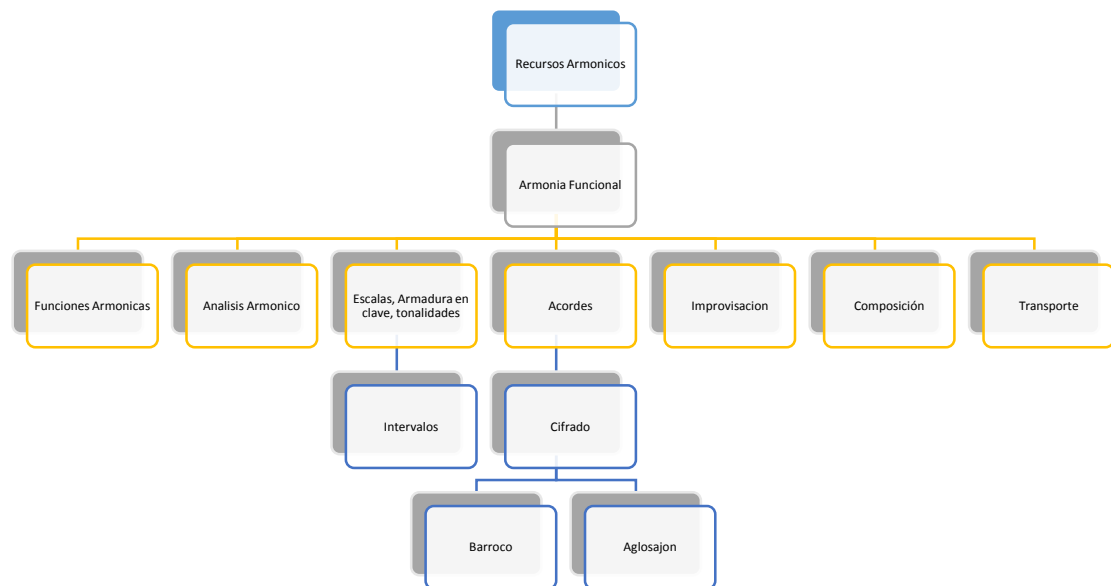 Recursos Armonicos
Armonia Funcional
Funciones Armonicas
Analisis Armonico
Escalas, Armadura en
clave, tonalidades
Acordes
Improvisacion
Composición
Transporte
Intervalos
Cifrado
Barroco
Aglosajon